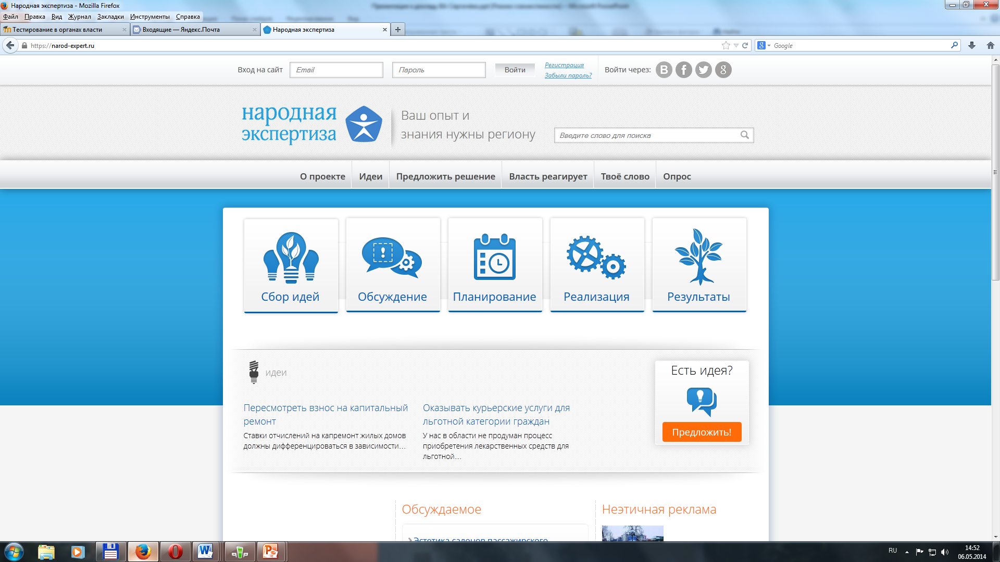 Народная экспертиза - Mozilla Firefox
Файл Правка Вид Журнал Закладки Инструменты Справка
Тестирование в органах власти
Входящие — Яндекс.Почта
Народная экспертиза
https://narod-expert.ru
Google
Вход на сайт
Email
Пароль
Войти
Регистрация
Забыли пароль?
Войти через:
народная
экспертиза
Ваш опыт и
знания нужны региону
Введите слово для поиска
О проекте
Идеи
Предложить решение
Власть реагирует
Твоё слово
Опрос
Сбор идей
Обсуждение
Планирование
Реализация
Результаты
идеи
Пересмотреть взнос на капитальный
ремонт
Ставки отчислений на капремонт жилых домов
должны дифференцироваться в зависимости...
Оказывать курьерские услуги для
льготной категории граждан
У нас в области не продуман процесс
приобретения лекарственных средств для
льготной...
Есть идея?
Предложить!
Обсуждаемое
Эстетика салонов пассажирского
Неэтичная реклама
RU
14:52
06.05.2014